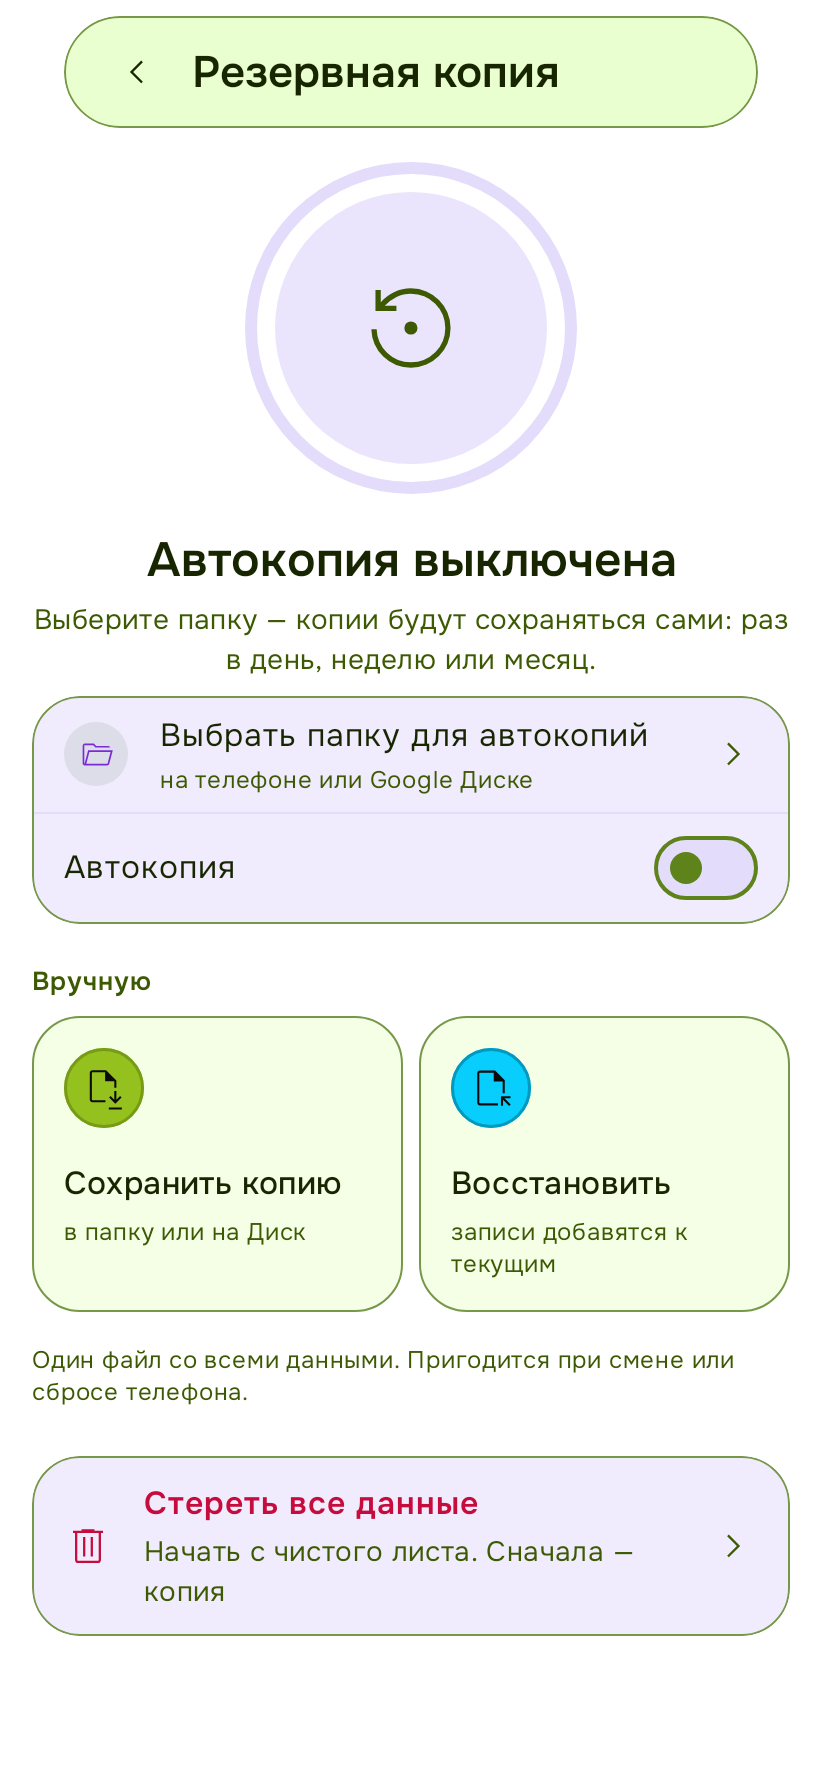 Резервная копия
Автокопия выключена
Выберите папку — копии будут сохраняться сами: раз
в день, неделю или месяц.
Выбрать папку для автокопий
на телефоне или Google Диске
Автокопия
Вручную
Сохранить копию
в папку или на Диск
Восстановить
записи добавятся к
текущим
Один файл со всеми данными. Пригодится при смене или
сбросе телефона.
Стереть все данные
Начать с чистого листа. Сначала —
копия